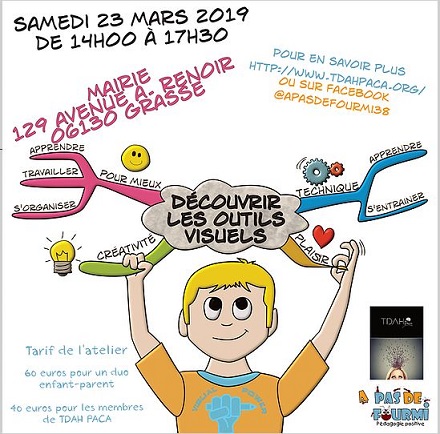 SAMEDI 23 MARS 2019
DE 14H00 À 17H30
MAIRIE
129 AVENUE A. RENOIR
06130 GRASSE
POUR EN SAVOIR PLUS
HTTP://WWW.TDAHPACA.ORG/
OU SUR FACEBOOK
@APASDEFOURMI38
APPRENDRE
TRAVAILLER
S'ORGANISER
POUR MIEUX
DÉCOUVRIR
LES OUTILS
VISUELS
TECHNIQUE
APPRENDRE
S'ENTRAINER
CRÉATIVITÉ
PLAISIR
Tarif de l'atelier
60 euros pour un duo
enfant-parent
40 euros pour les membres
de TDAH PACA
VISUAL
TDAH
A PAS DE
FOURMI
Pédagogie positive